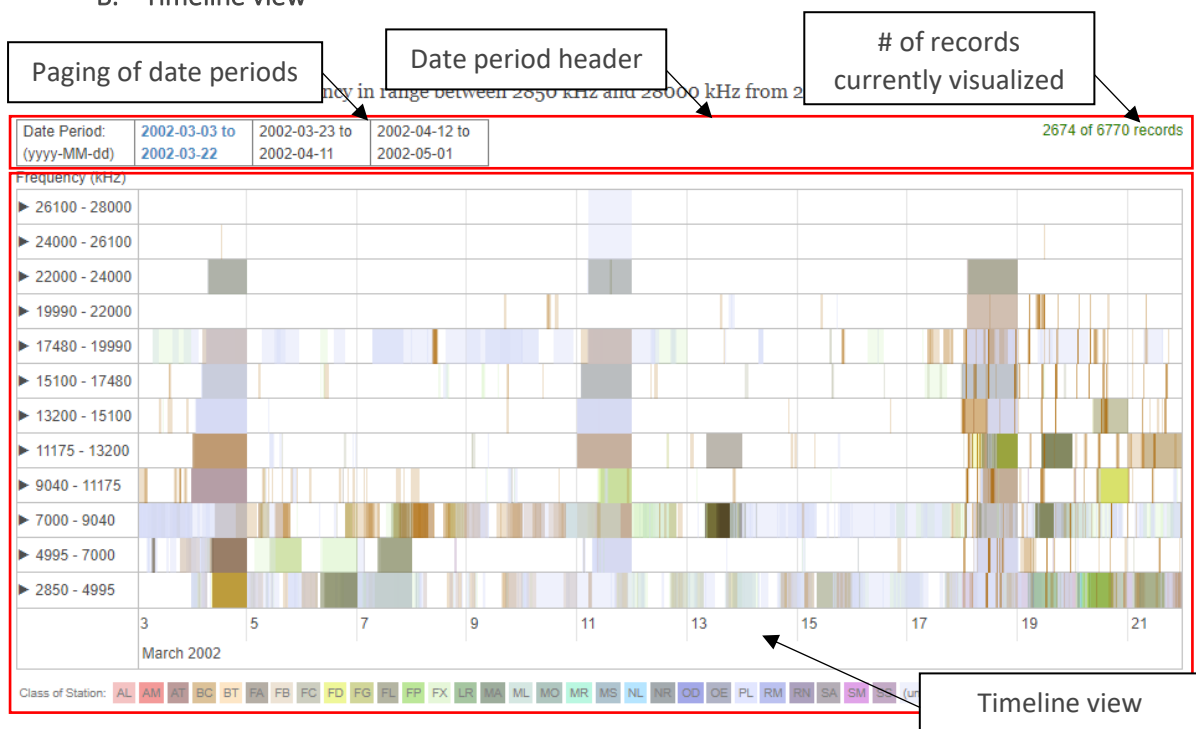 B. Timeline view
Paging of date periods
Date period header
# of records
currently visualized
in range between 2850 kHz and 28000 kHz from
Date Period:
(yyyy-MM-dd)
2002-03-03 to
2002-03-22
2002-03-23 to
2002-04-11
2002-04-12 to
2002-05-01
2674 of 6770 records
Frequency (kHz)
▶ 26100 - 28000
▶ 24000 - 26100
▶ 22000 - 24000
▶ 19990 - 22000
▶ 17480 - 19990
▶ 15100 - 17480
▶ 13200 - 15100
▶ 11175 - 13200
▶ 9040 - 11175
▶ 7000 - 9040
▶ 4995 - 7000
▶ 2850 - 4995
3 5 7 9 11 13 15 17 19 21
March 2002
Class of Station: AL AM AT BC BT FA FB FC FD FG FL FP FX LR MA ML MO MR MS NL NR OD OE PL RM RN SA SM SS
Timeline view